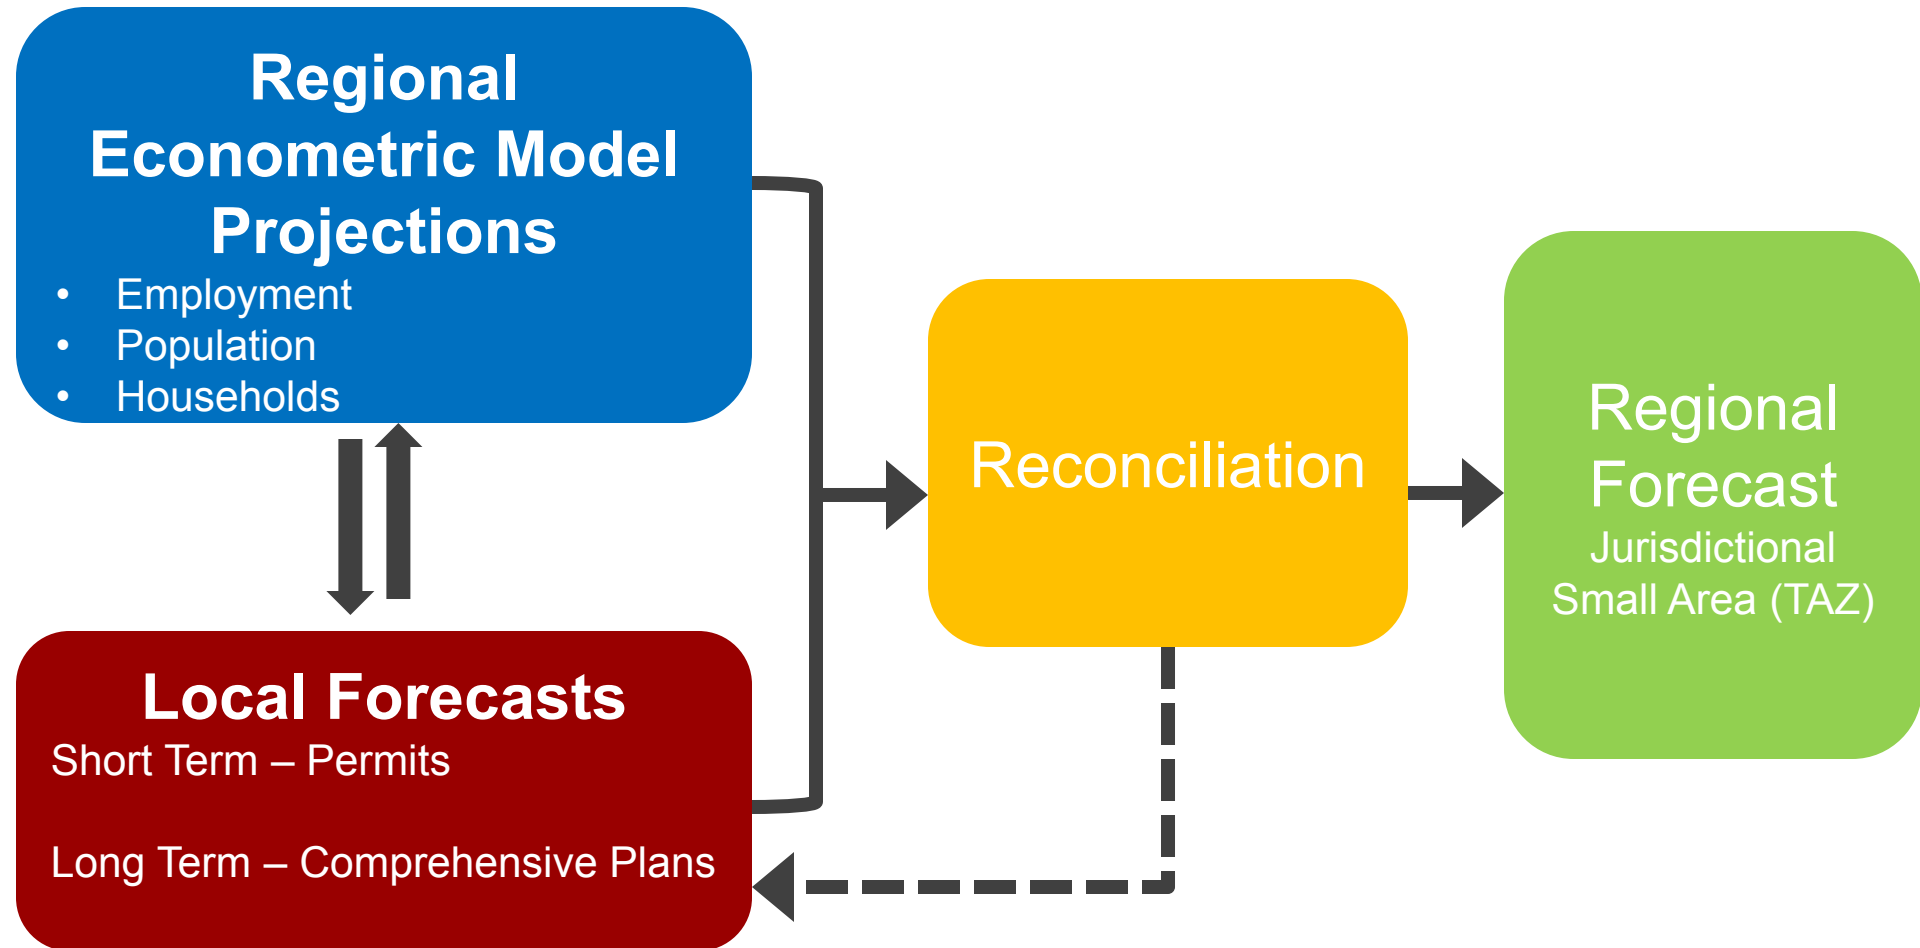 Regional
Econometric Model
Projections
• Employment
• Population
• Households
Local Forecasts
Short Term – Permits
Long Term – Comprehensive Plans
Reconciliation
Regional
Forecast
Jurisdictional
Small Area (TAZ)